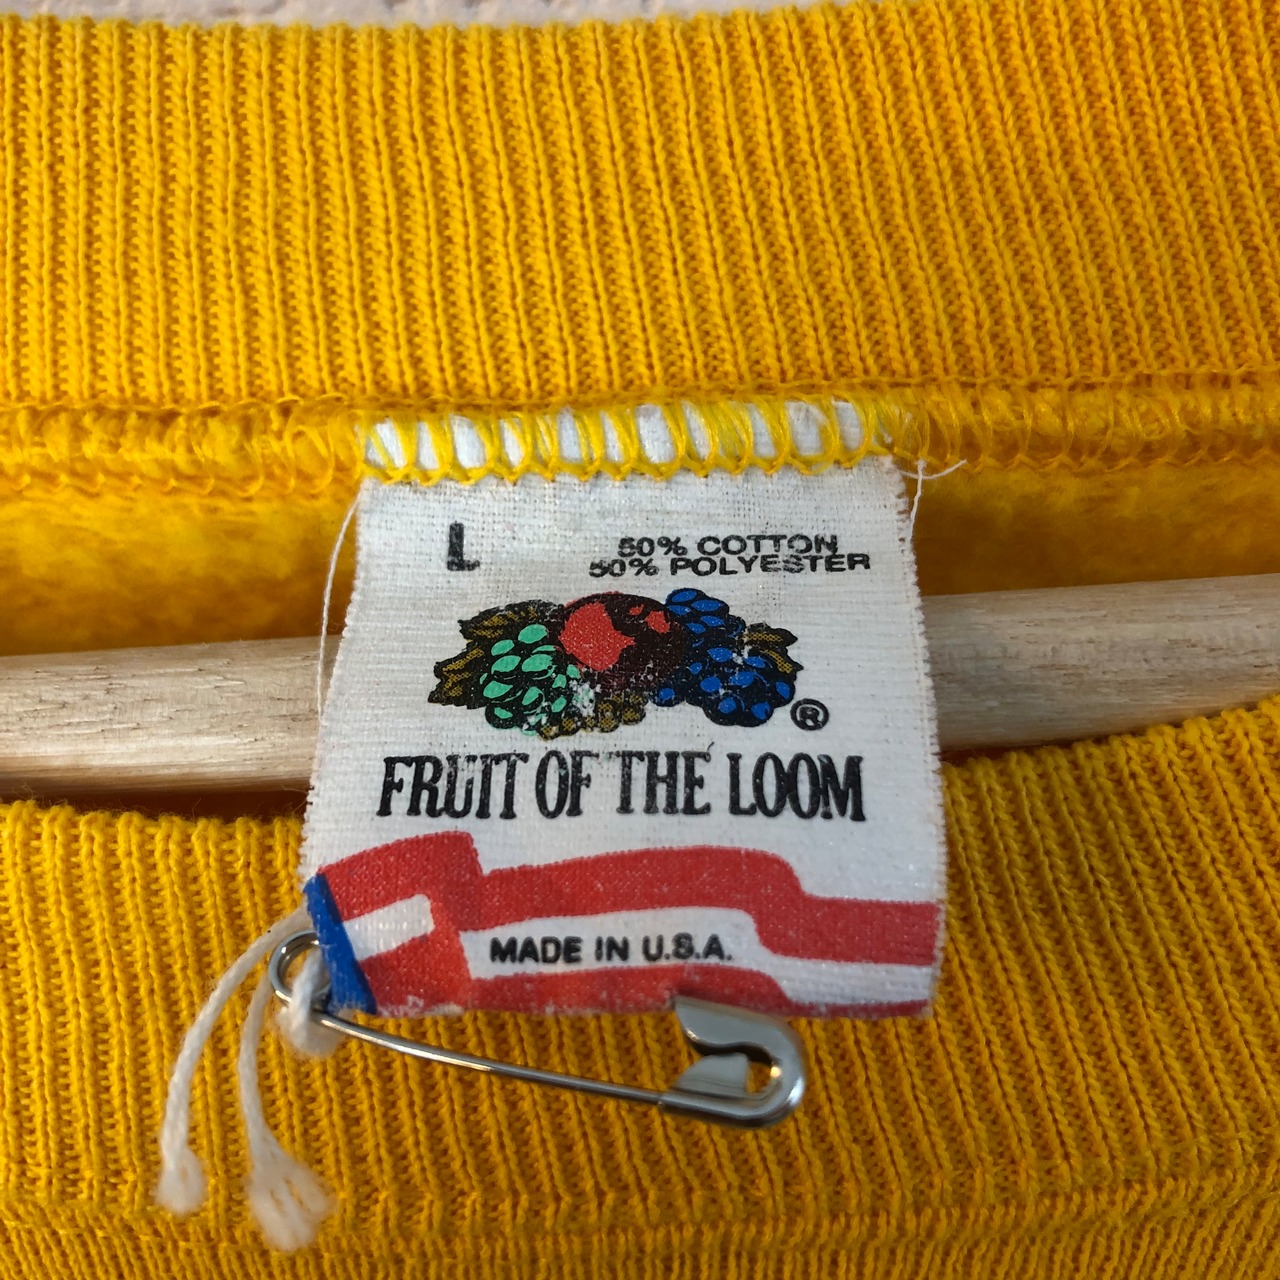 L
50% COTTON
50% POLYESTER
®
FRUIT OF THE LOOM
MADE IN U.S.A.